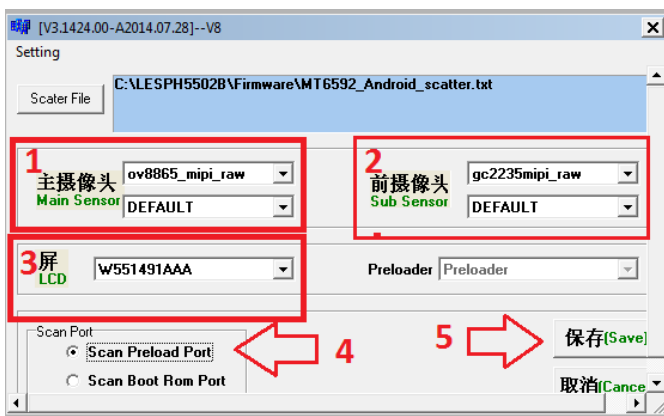 [V3.1424.00-A2014.07.28]--V8
Setting
Scater File
C:\LESPH5502B\Firmware\MT6592_Android_scatter.txt
1
主摄像头
Main Sensor
ov8865_mipi_raw
DEFAULT
2
前摄像头
Sub Sensor
gc2235mipi_raw
DEFAULT
3
屏
LCD
W551491AAA
Preloader
Preloader
Scan Port
Scan Preload Port
4
5
保存(Save)
Scan Boot Rom Port
取消(Cance